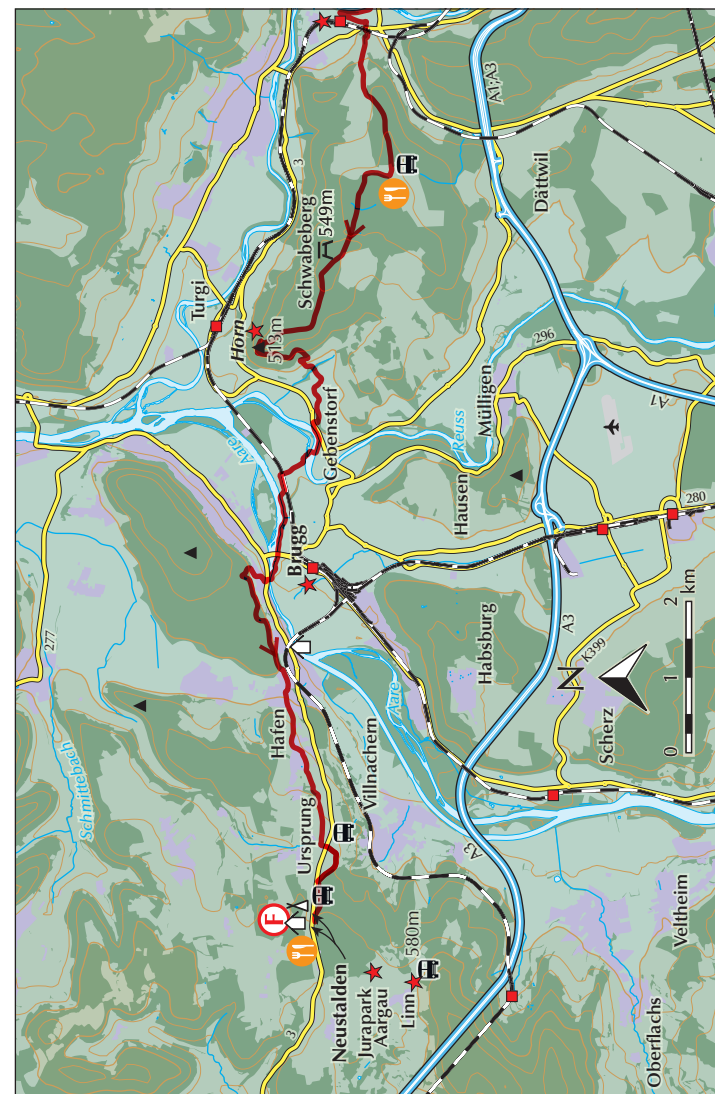 277
Schmittebach
Aare
Turgi
Horn
513m
Schwabeberg
549m
3
A1;A3
Dättwil
Gebenstorf
Reuss
Mülligen
296
A1
Hausen
280
Brugg
Habsburg
Aare
A3
K399
N
Scherz
0 1 2
km
Hafen
Villnachern
Ursprung
F
3
Neustalden
Jurapark
Aargau
Linn
580m
A3
Veltheim
Oberflachs